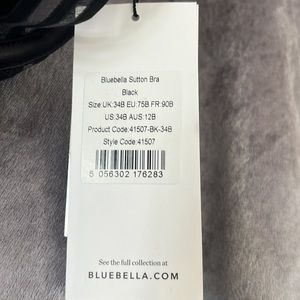 Bluebella Sutton Bra
Black
Size:UK:34B EU:75B FR:90B
US:34B AUS:12B
Product Code:41507-BK-34B
Style Code:41507
5 056302 176283
See the full collection at
BLUEBELLA.COM